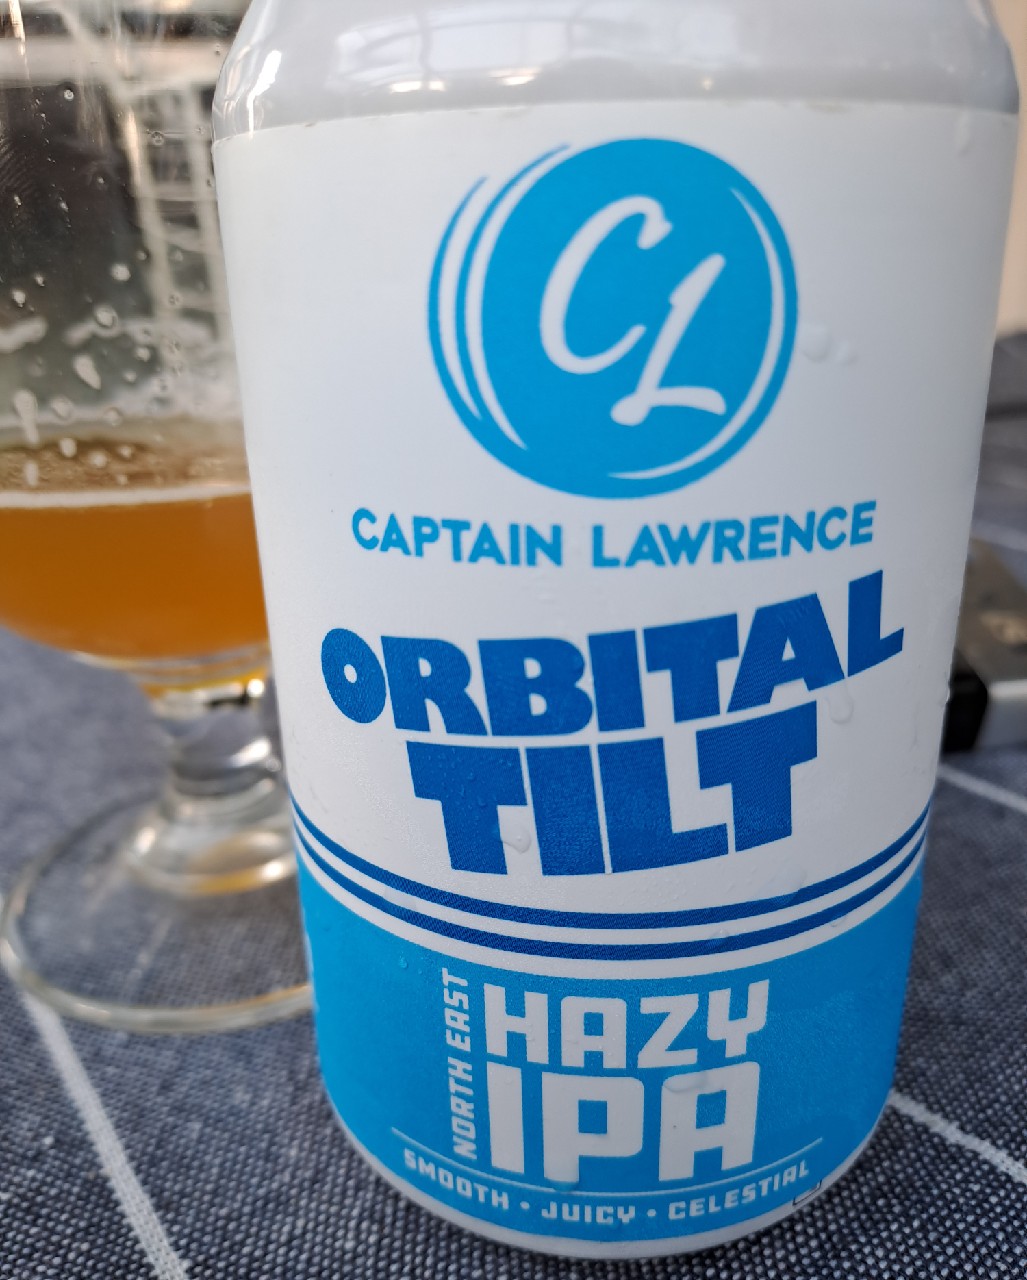 CL
CAPTAIN LAWRENCE
ORBITAL
TILT
NORTH EAST
HAZY
IPA
SMOOTH • JUICY • CELESTIAL